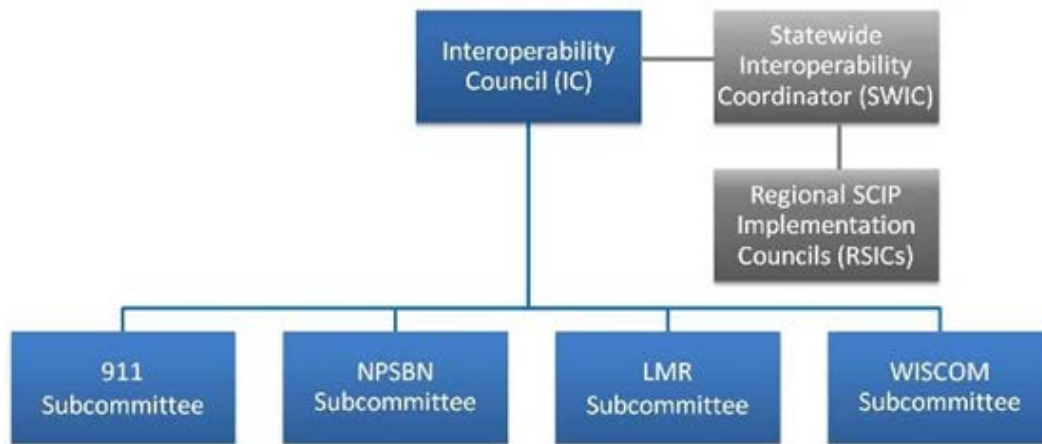 Interoperability
Council (IC)
Statewide
Interoperability
Coordinator (SWIC)
Regional SCIP
Implementation
Councils (RSICs)
911
Subcommittee
NPSBN
Subcommittee
LMR
Subcommittee
WISCOM
Subcommittee